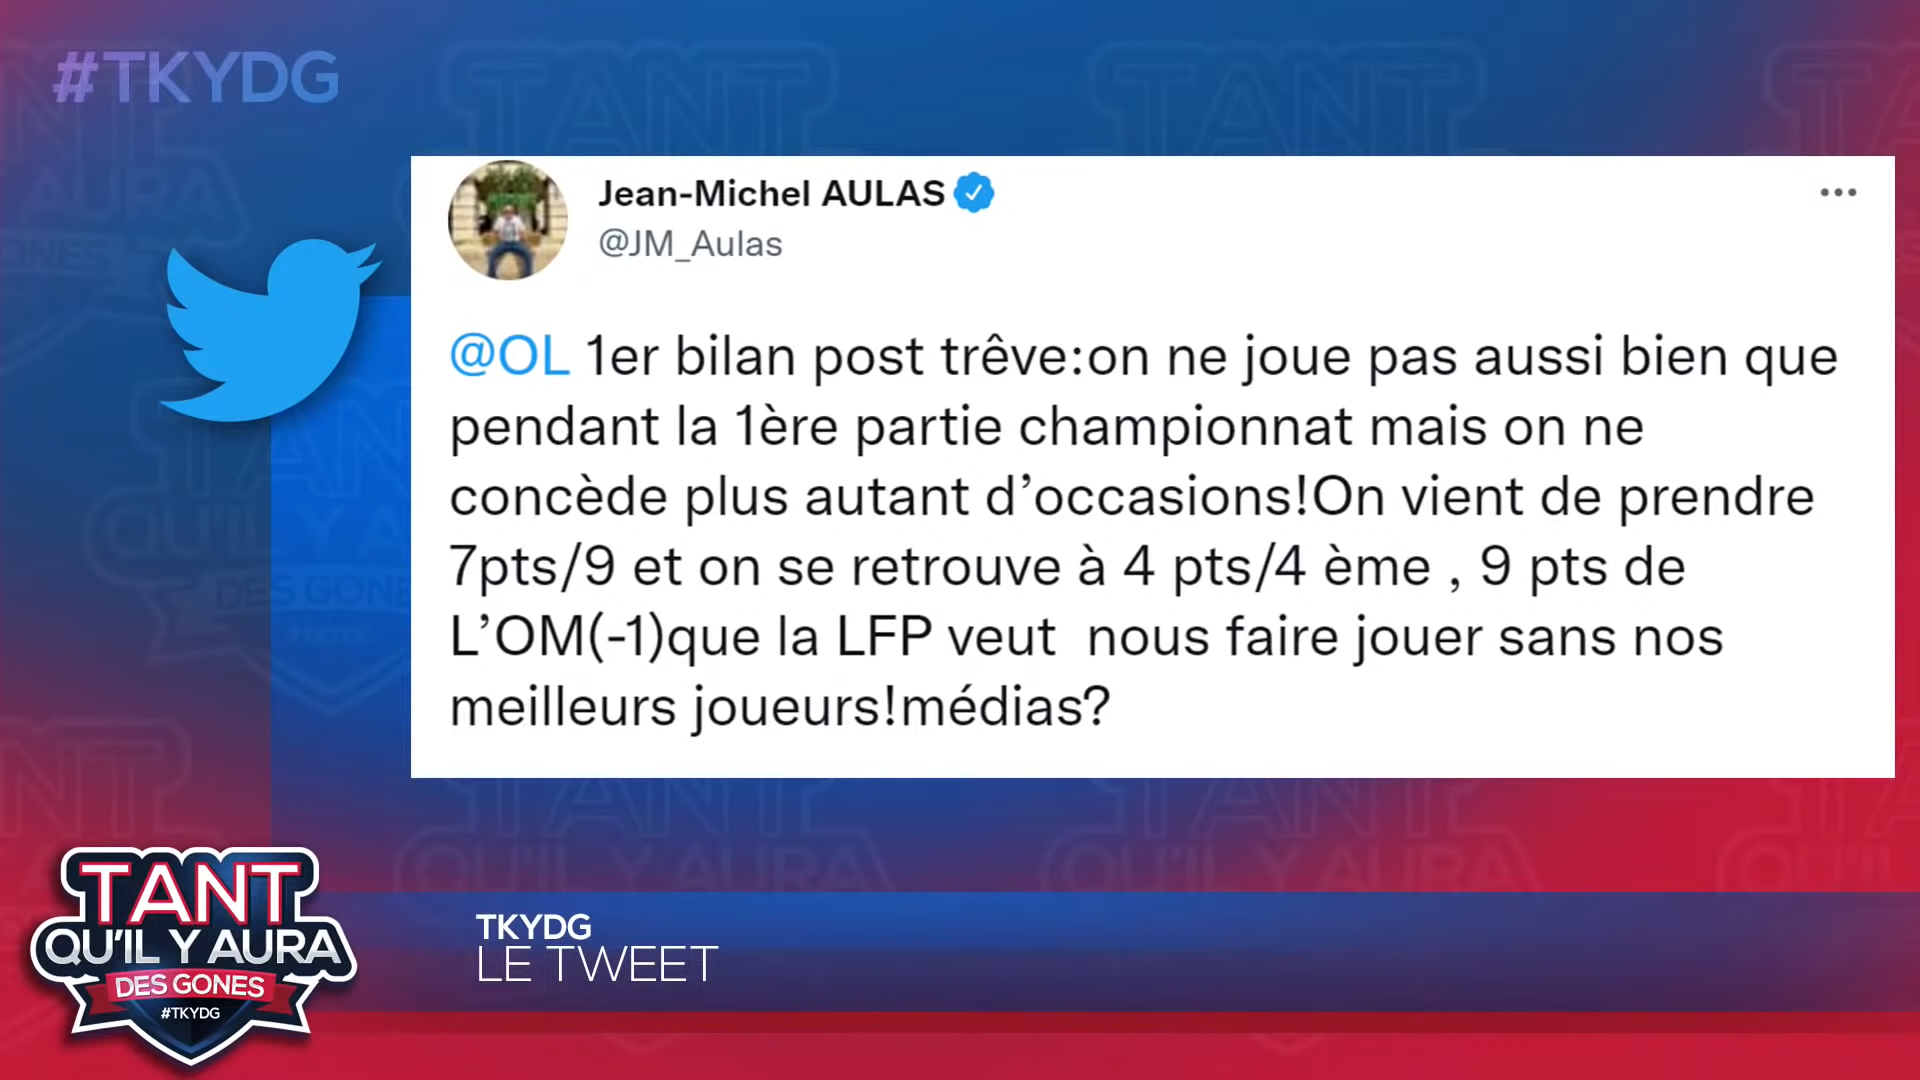 #TKYDG
Jean-Michel AULAS
@JM_Aulas
@OL 1er bilan post trêve:on ne joue pas aussi bien que
pendant la 1ère partie championnat mais on ne
concède plus autant d’occasions!On vient de prendre
7pts/9 et on se retrouve à 4 pts/4 ème , 9 pts de
L’OM(-1)que la LFP veut  nous faire jouer sans nos
meilleurs joueurs!médias?
TANT
QU'IL Y AURA
DES GONES
#TKYDG
TKYDG
LE TWEET